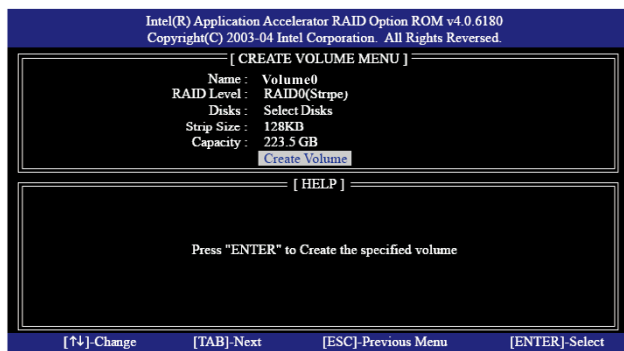 Intel(R) Application Accelerator RAID Option ROM v4.0.6180
Copyright(C) 2003-04 Intel Corporation. All Rights Reversed.
[ CREATE VOLUME MENU ]
Name : Volume0
RAID Level : RAID0(Stripe)
Disks : Select Disks
Strip Size : 128KB
Capacity : 223.5 GB
Create Volume
[ HELP ]
Press "ENTER" to Create the specified volume
[↑↓]-Change [TAB]-Next [ESC]-Previous Menu [ENTER]-Select